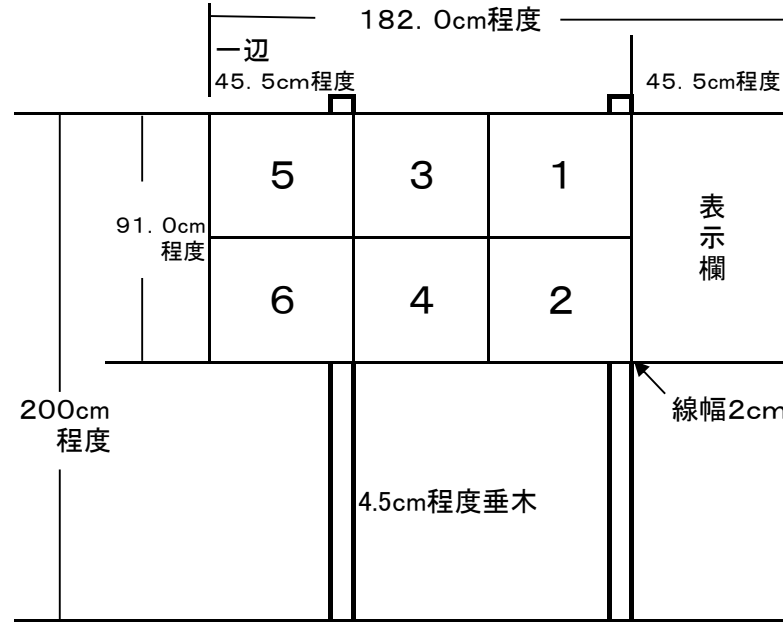 182.0cm程度
一辺
45.5cm程度
45.5cm程度
5
3
1
表示欄
91.0cm
程度
6
4
2
200cm
程度
線幅2cm
4.5cm程度垂木